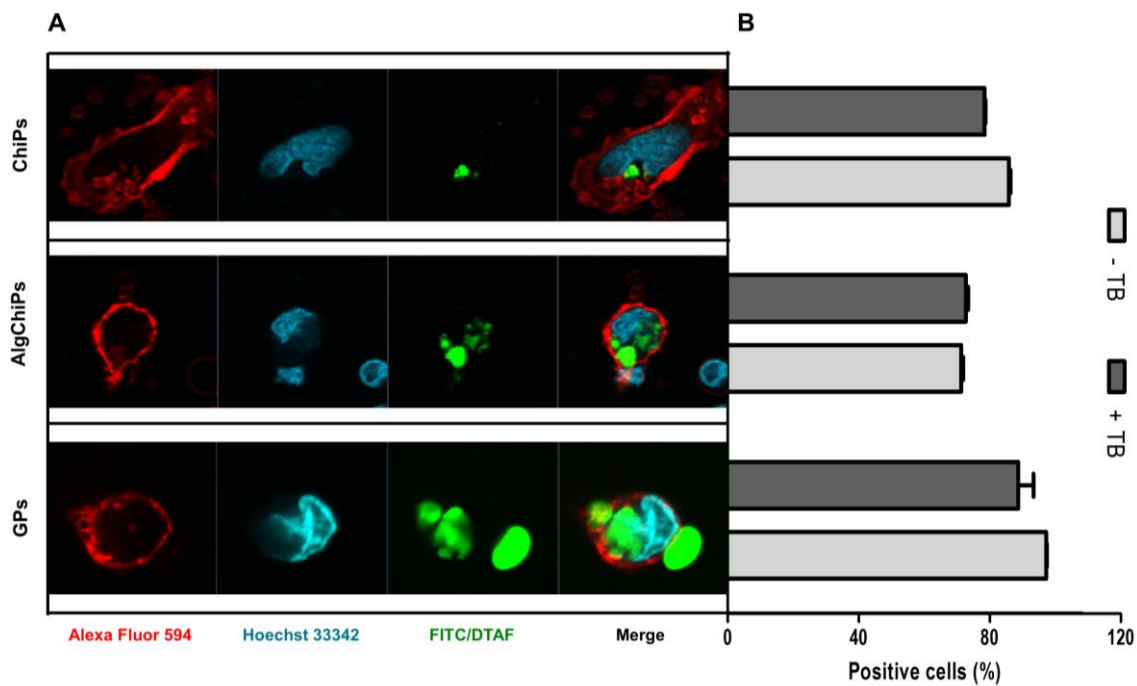 A
B
ChiPs
AlgChiPs
GPs
- TB
+ TB
Alexa Fluor 594
Hoechst 33342
FITC/DTAF
Merge
0
40
80
120
Positive cells (%)